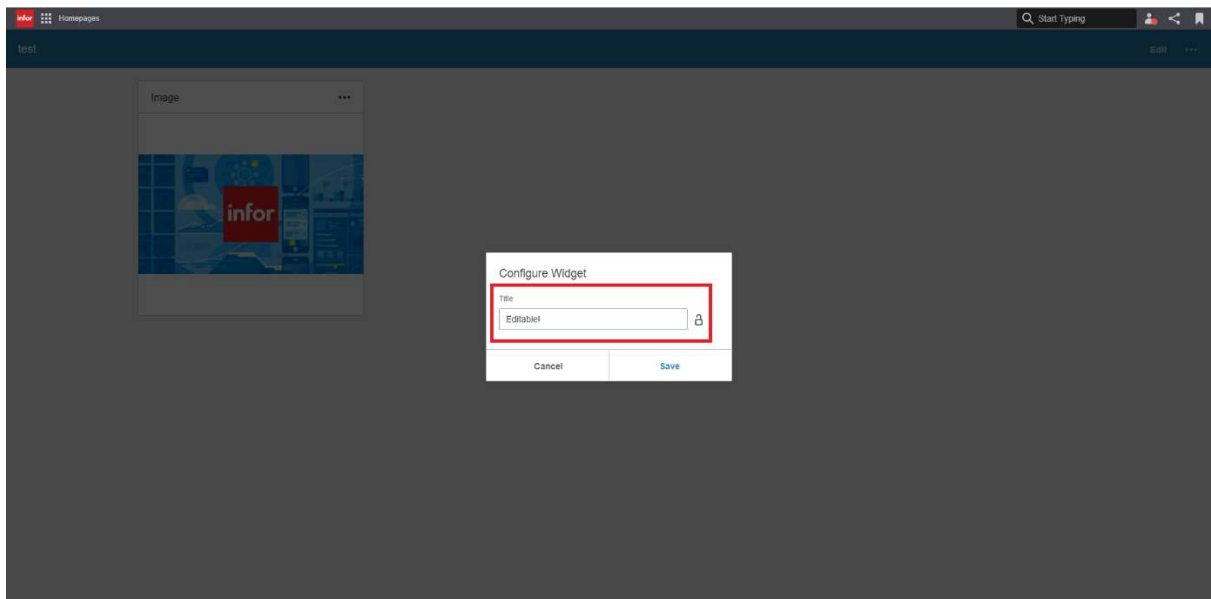 infor Homepages Start Typing
test Edit
Image
infor
Configure Widget
Title
Editable
Cancel Save